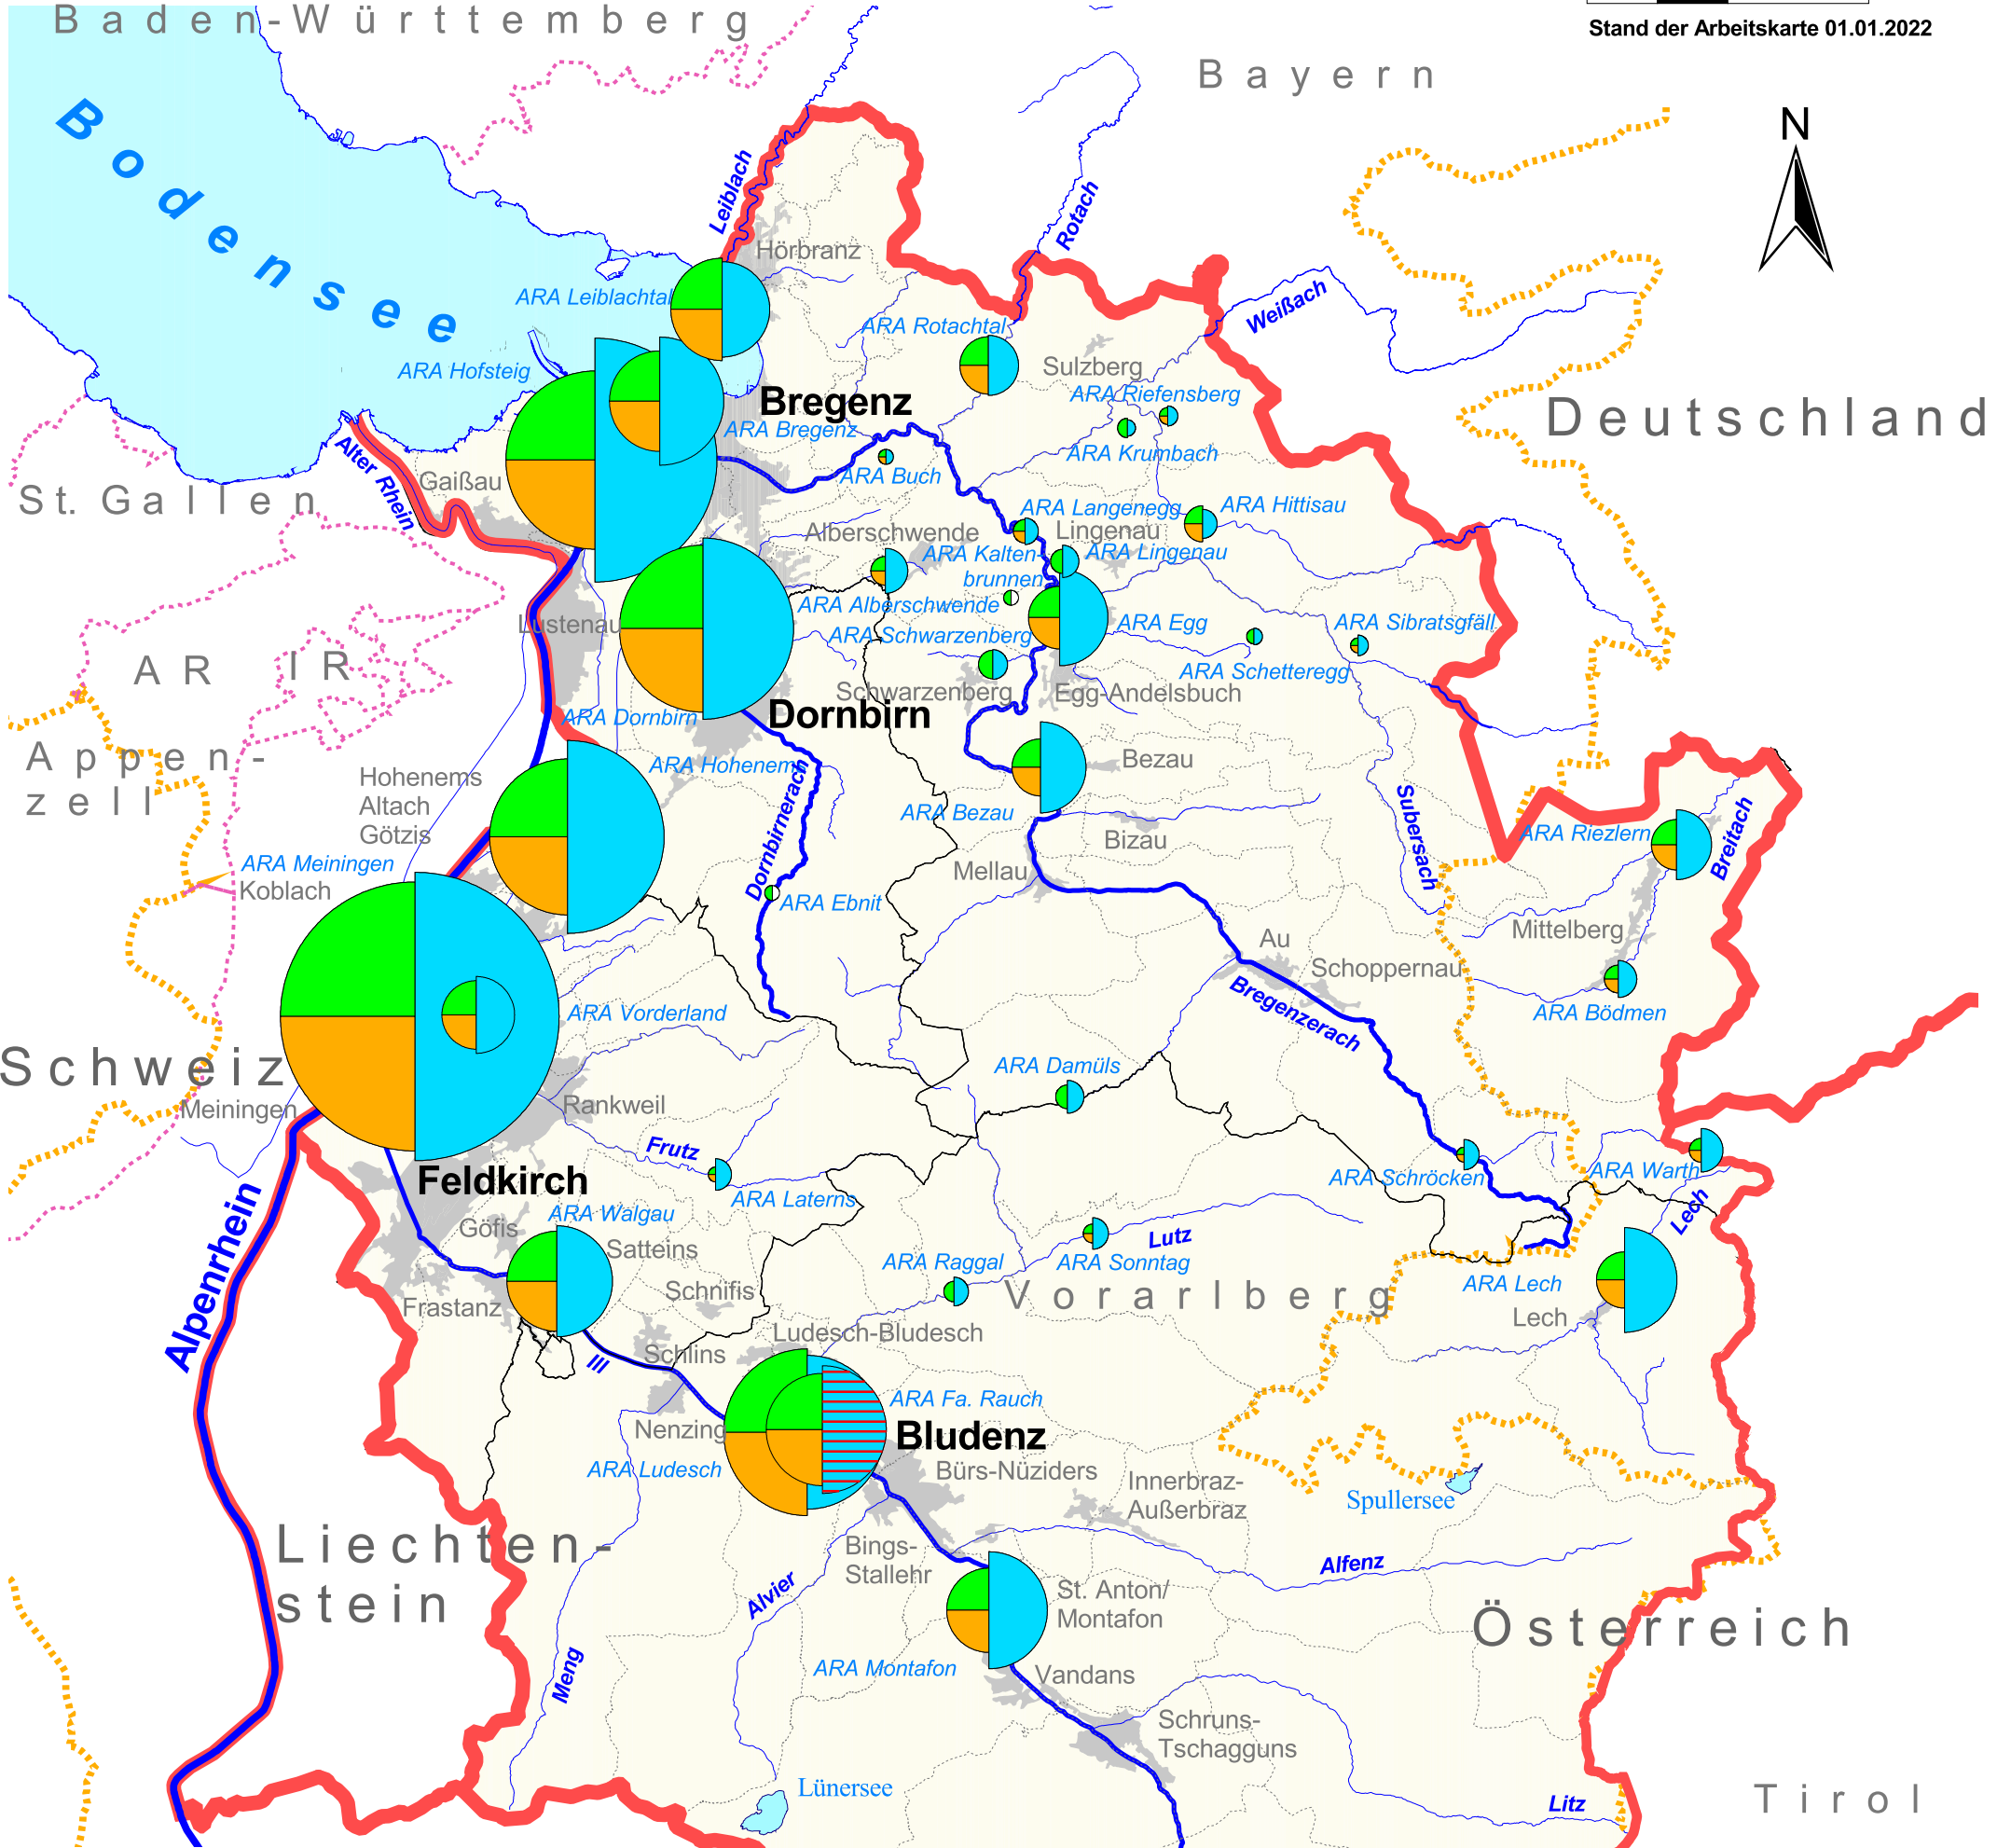 Baden-Württemberg
Stand der Arbeitskarte 01.01.2022
Bayern
N
Bodensee
Leiblach
Rotach
Hörbranz
ARA Leiblachtal
Weißach
ARA Rotachtal
Sulzberg
ARA Hofsteig
ARA Riefensberg
Bregenz
Deutschland
ARA Bregenz
ARA Krumbach
Alter Rhein
Gaißau
ARA Buch
St. Gallen
ARA Langenegg
ARA Hittisau
Alberschwende
Lingenau
ARA Kalten-
brunnen
ARA Lingenau
ARA Alberschwende
Lustenau
ARA Schwarzenberg
ARA Egg
ARA Sibratsgfäll
AR
IR
ARA Schetteregg
Schwarzenberg
Egg-Andelsbuch
ARA Dornbirn
Dornbirn
Appen-
zell
Hohenems
Altach
Götzis
ARA Hohenems
Bezau
ARA Bezau
Dornbirnerach
Subersach
Bizau
ARA Riezlern
Breitach
ARA Meiningen
Koblach
Mellau
ARA Ebnit
Mittelberg
Au
Schoppernau
Bregenzerach
ARA Vorderland
ARA Bödmen
Schweiz
ARA Damüls
Meiningen
Rankweil
Frutz
Feldkirch
ARA Laterns
ARA Schröcken
ARA Warth
Lech
ARA Walgau
Göfis
Satteins
Lutz
ARA Raggal
ARA Sonntag
Alpenrhein
Schnifis
Vorarlberg
ARA Lech
Lech
Frastanz
Ludesch-Bludesch
Ill
Schlins
ARA Fa. Rauch
Nenzing
Bludenz
ARA Ludesch
Bürs-Nüziders
Innerbraz-
Außerbraz
Spullersee
Liechten-
stein
Bings-
Stallehr
Alfenz
Alvier
St. Anton/
Montafon
Österreich
Meng
ARA Montafon
Vandans
Schruns-
Tschagguns
Lünersee
Litz
Tirol